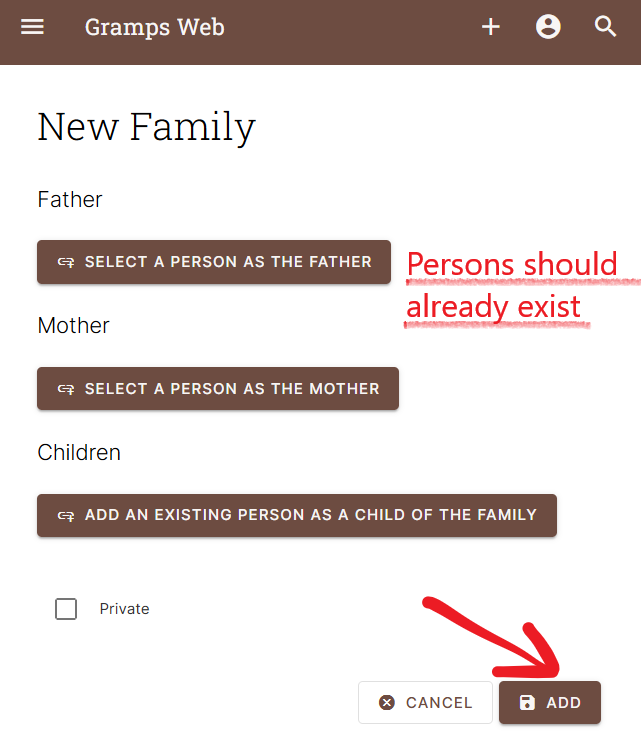 Gramps Web
New Family
Father
SELECT A PERSON AS THE FATHER
Persons should
already exist
Mother
SELECT A PERSON AS THE MOTHER
Children
ADD AN EXISTING PERSON AS A CHILD OF THE FAMILY
Private
CANCEL
ADD